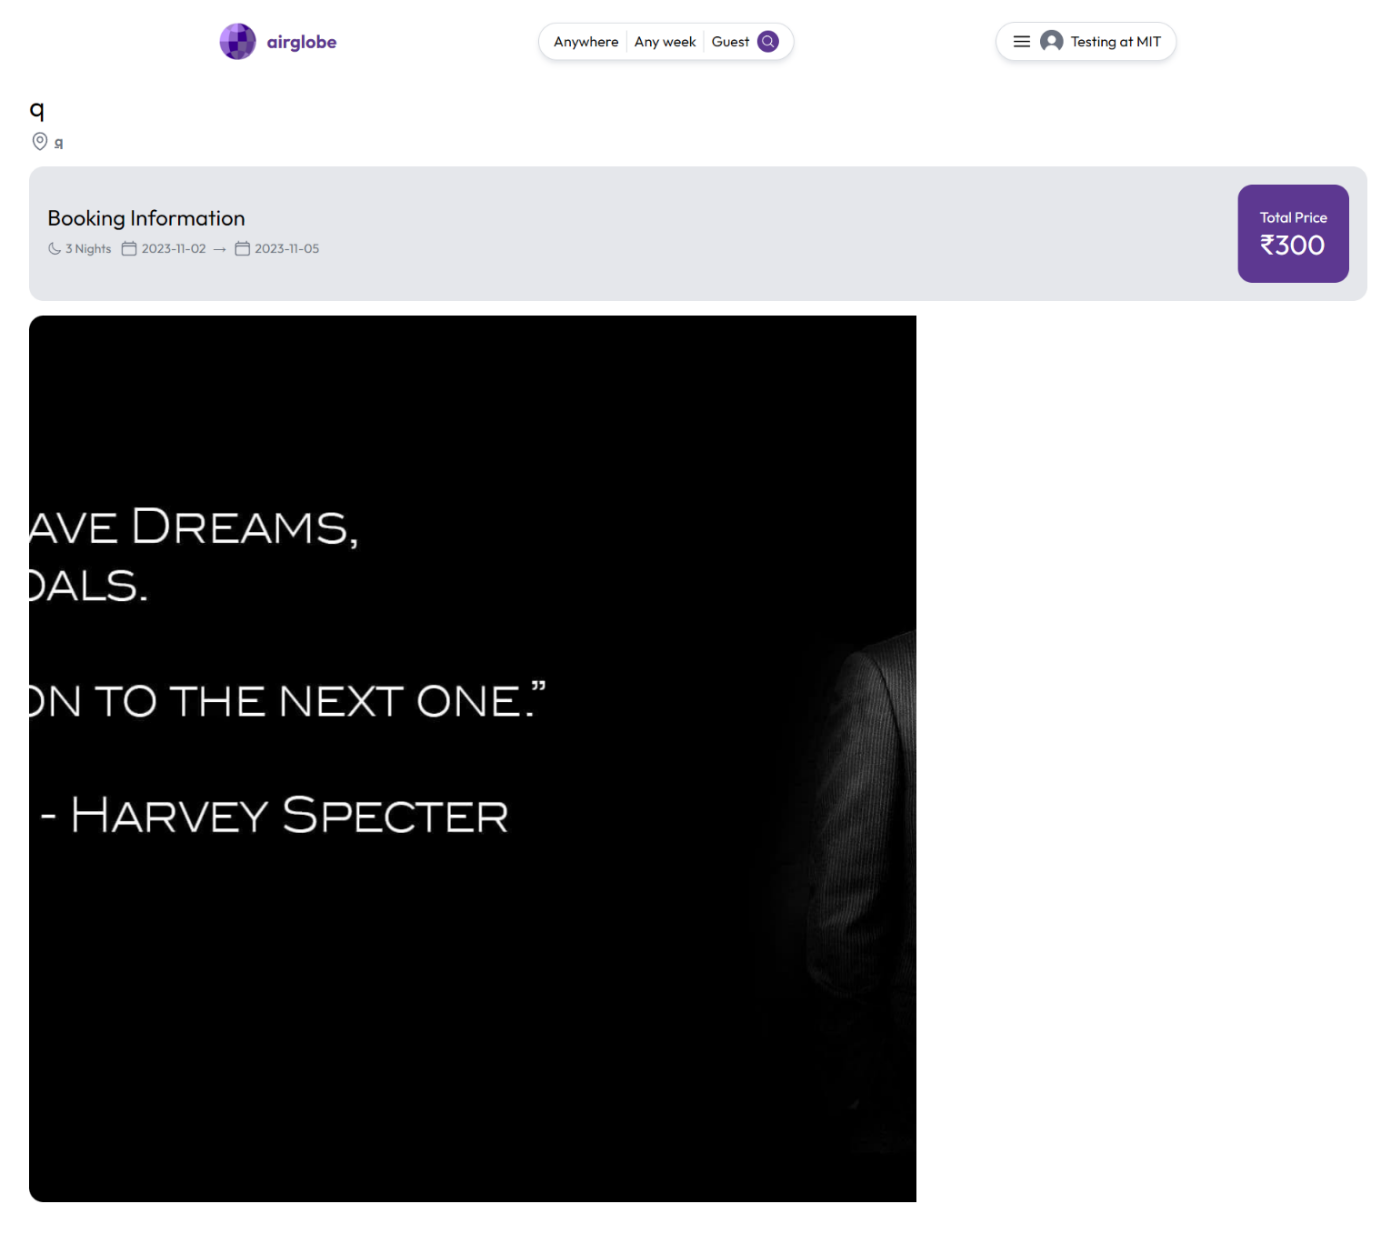 airglobe
Anywhere Any week Guest
Testing at MIT
q
q
Booking Information
3 Nights 2023-11-02 → 2023-11-05
Total Price
₹300
AVE DREAMS,
OALS.
ON TO THE NEXT ONE.”
- HARVEY SPECTER